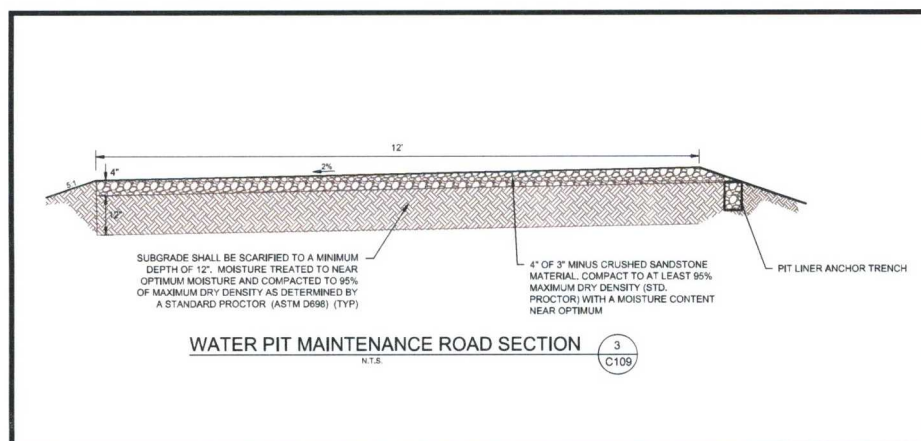 12'
2%
4"
5:1
12"
SUBGRADE SHALL BE SCARIFIED TO A MINIMUM
DEPTH OF 12". MOISTURE TREATED TO NEAR
OPTIMUM MOISTURE AND COMPACTED TO 95%
OF MAXIMUM DRY DENSITY AS DETERMINED BY
A STANDARD PROCTOR (ASTM D698) (TYP)
4" OF 3" MINUS CRUSHED SANDSTONE
MATERIAL. COMPACT TO AT LEAST 95%
MAXIMUM DRY DENSITY (STD.
PROCTOR) WITH A MOISTURE CONTENT
NEAR OPTIMUM
PIT LINER ANCHOR TRENCH
WATER PIT MAINTENANCE ROAD SECTION
N.T.S.
3
C109